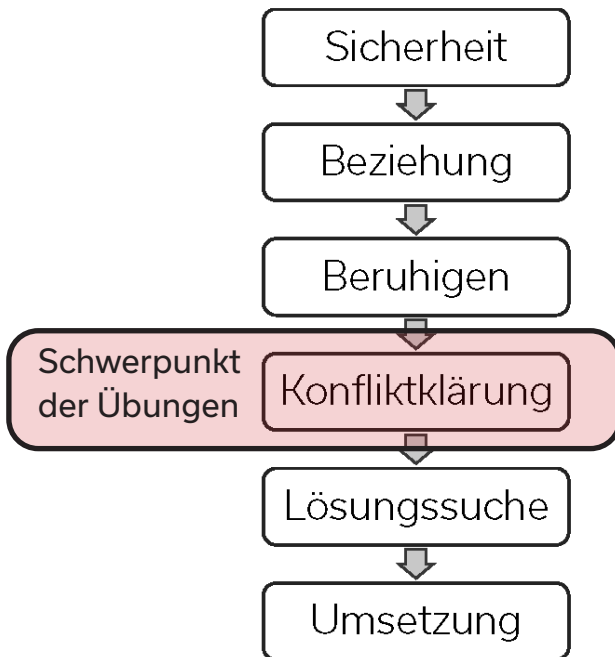 Sicherheit
Beziehung
Beruhigen
Schwerpunkt
der Übungen
Konfliktklärung
Lösungssuche
Umsetzung